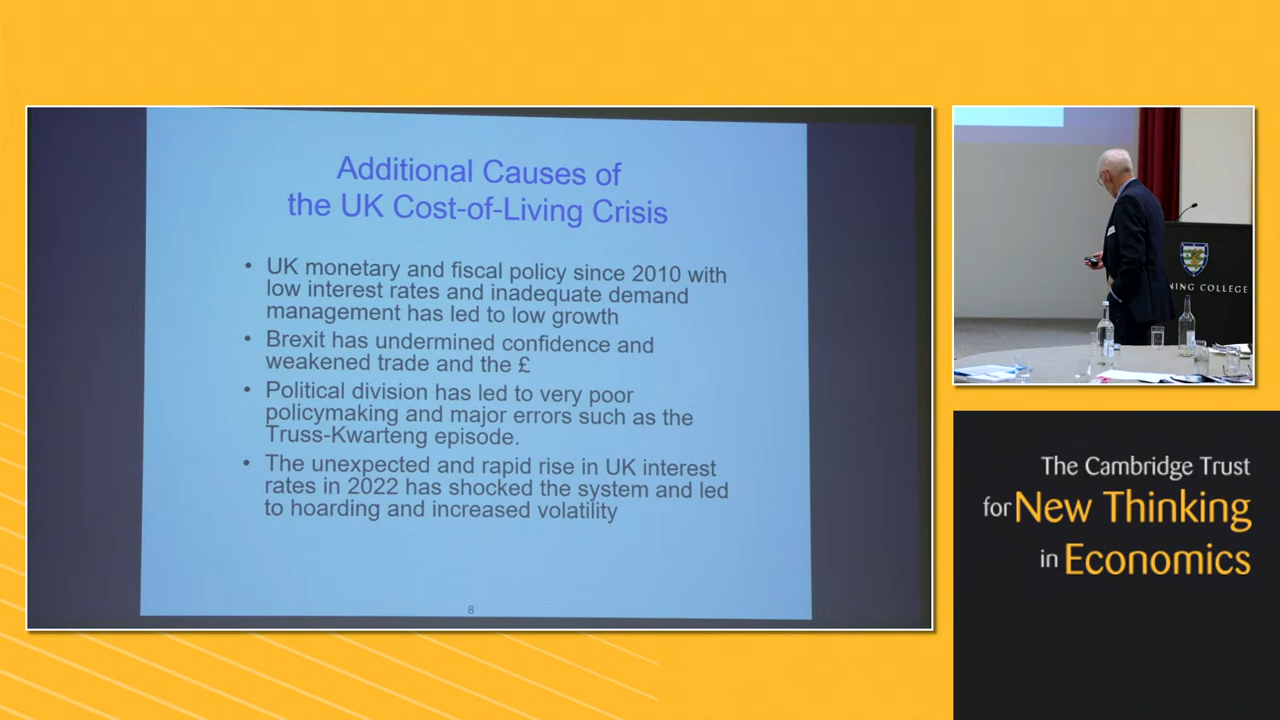 Additional Causes of
the UK Cost-of-Living Crisis
• UK monetary and fiscal policy since 2010 with
low interest rates and inadequate demand
management has led to low growth
• Brexit has undermined confidence and
weakened trade and the £
• Political division has led to very poor
policymaking and major errors such as the
Truss-Kwarteng episode.
• The unexpected and rapid rise in UK interest
rates in 2022 has shocked the system and led
to hoarding and increased volatility
8
NING COLLEGE
The Cambridge Trust
for New Thinking
in Economics